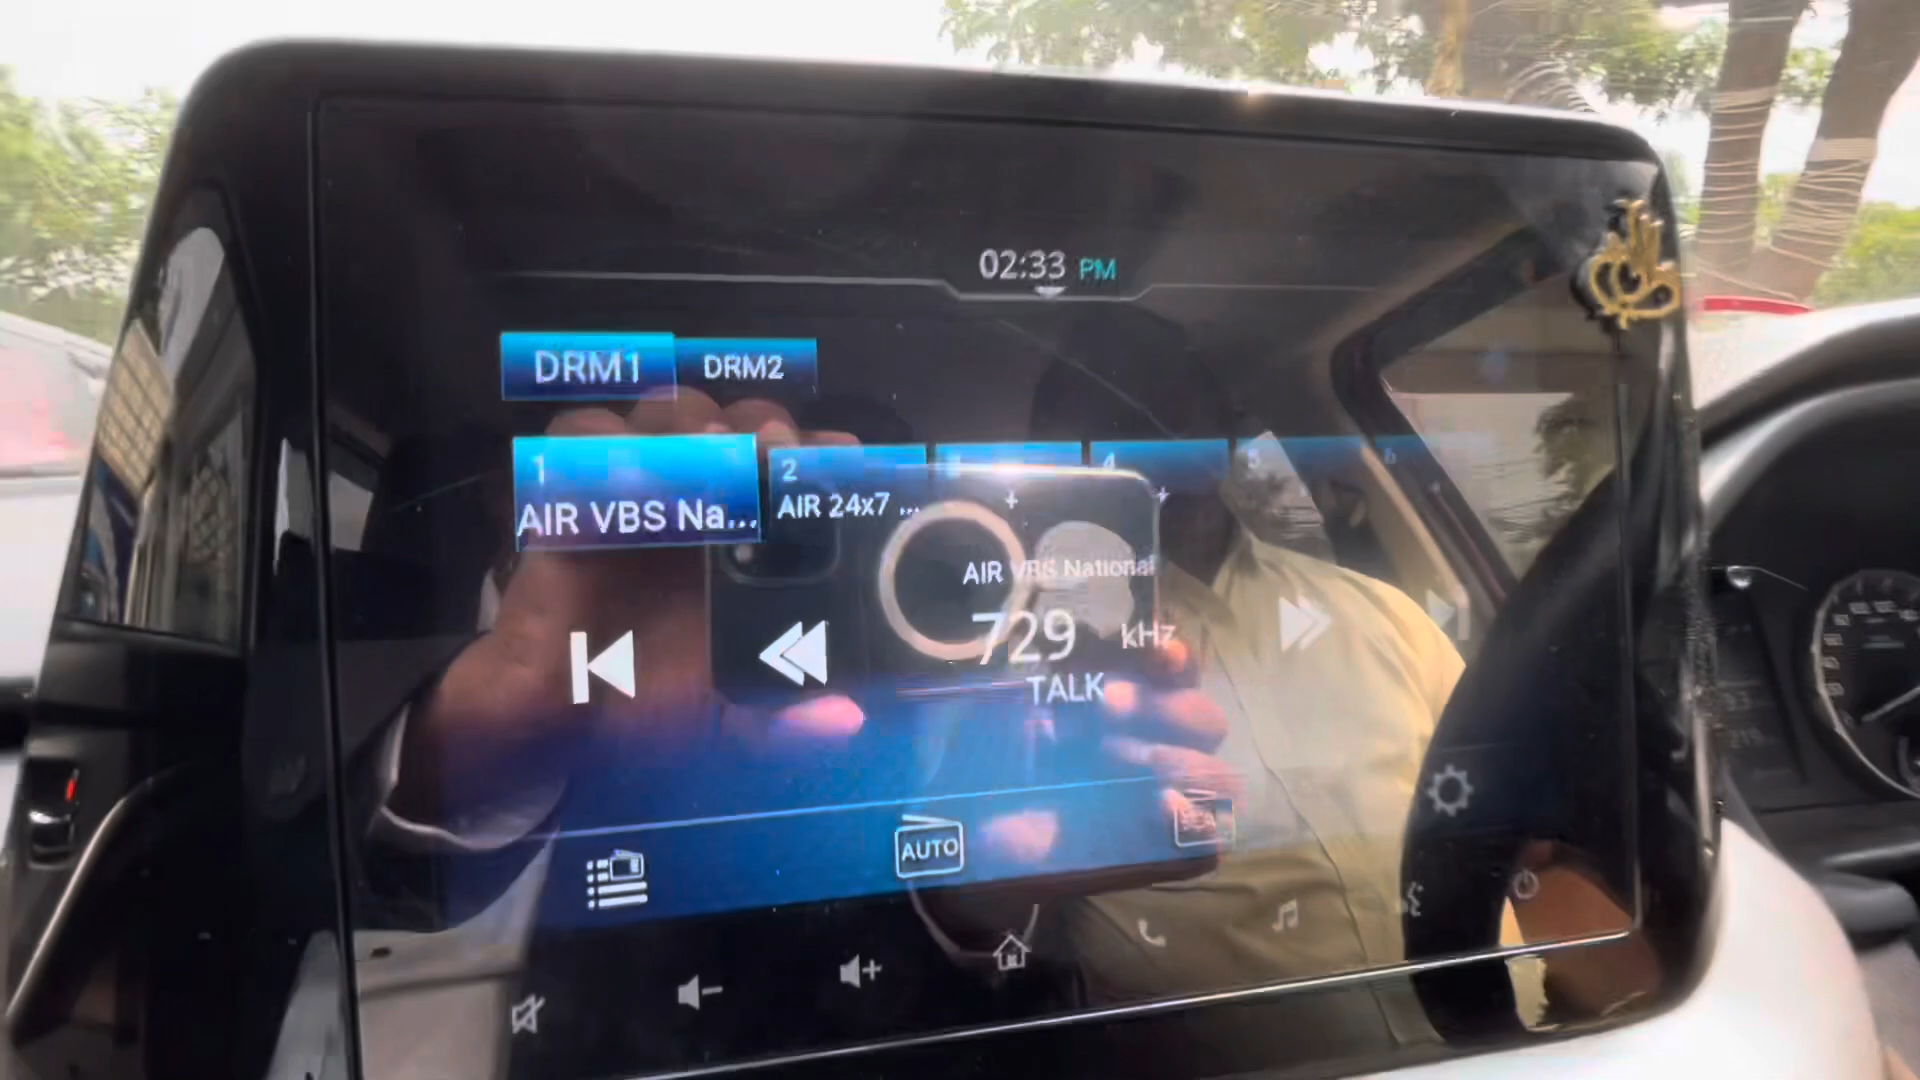 02:33 PM
DRM1 DRM2
1 2 4 5 6
AIR VBS Na... AIR 24x7 ...
AIR VBS National
729 kHz
TALK
AUTO